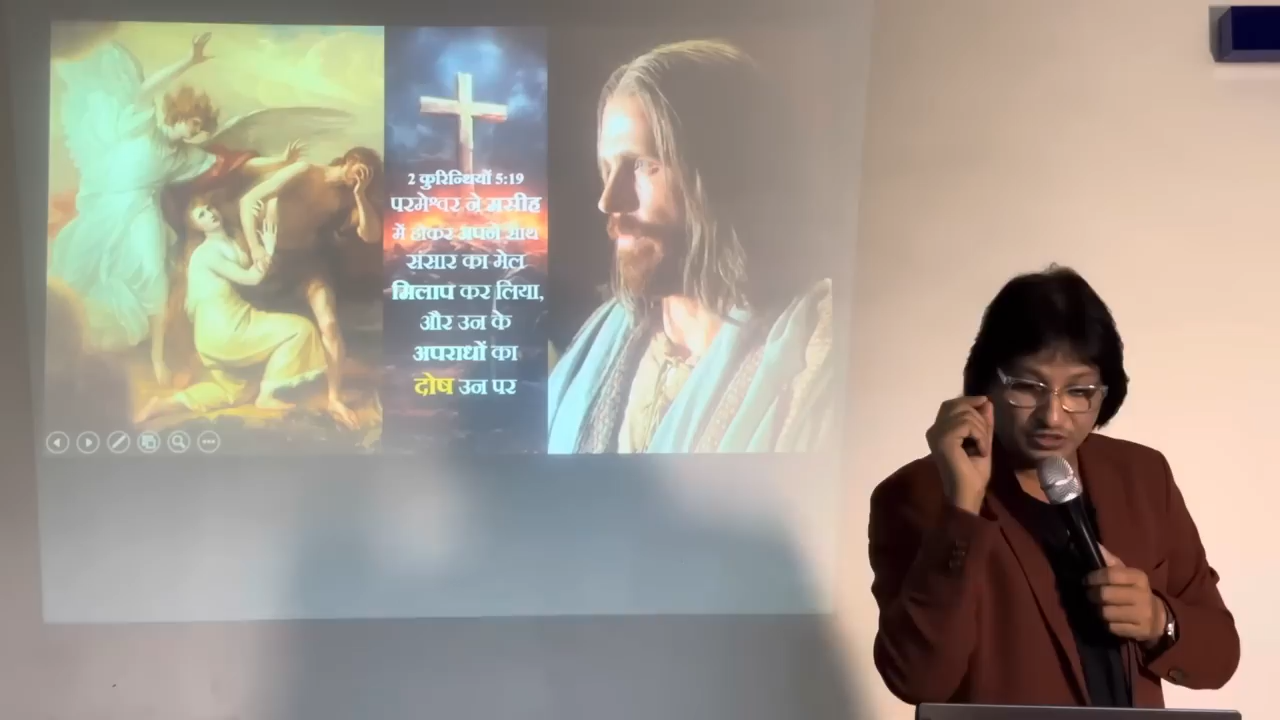 2 कुरिन्थियों 5:19
परमेश्वर ने मसीह
में होकर अपने साथ
संसार का मेल
मिलाप कर लिया,
और उन के
अपराधों का
दोष उन पर